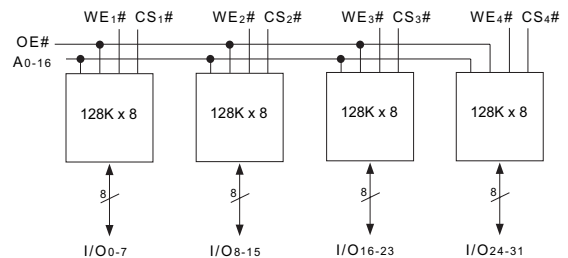 WE1# CS1# WE2# CS2# WE3# CS3# WE4# CS4#
OE#
A0-16
128K x 8 128K x 8 128K x 8 128K x 8
8 8 8 8
I/O0-7 I/O8-15 I/O16-23 I/O24-31